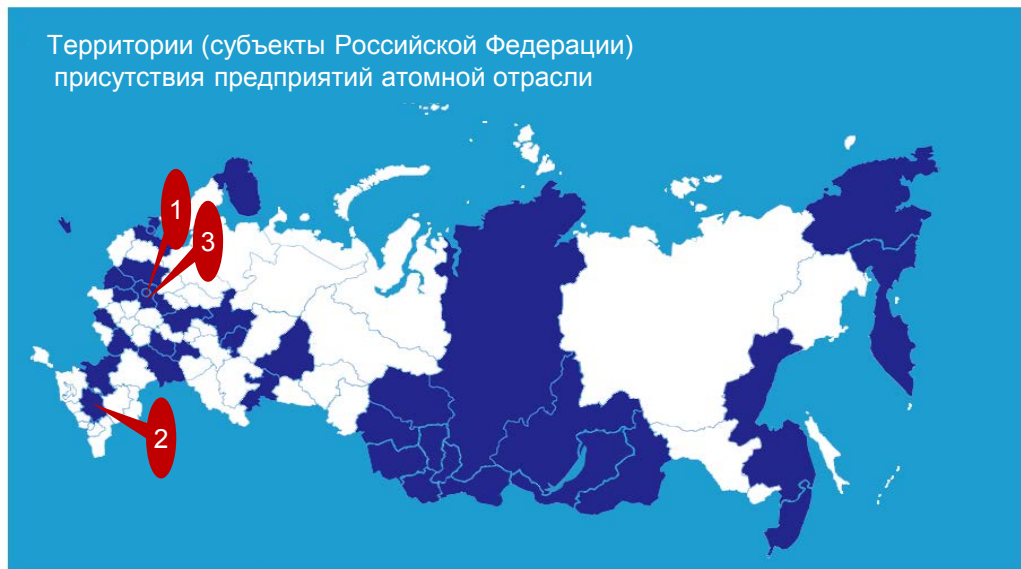 Территории (субъекты Российской Федерации)
присутствия предприятий атомной отрасли
1
3
2